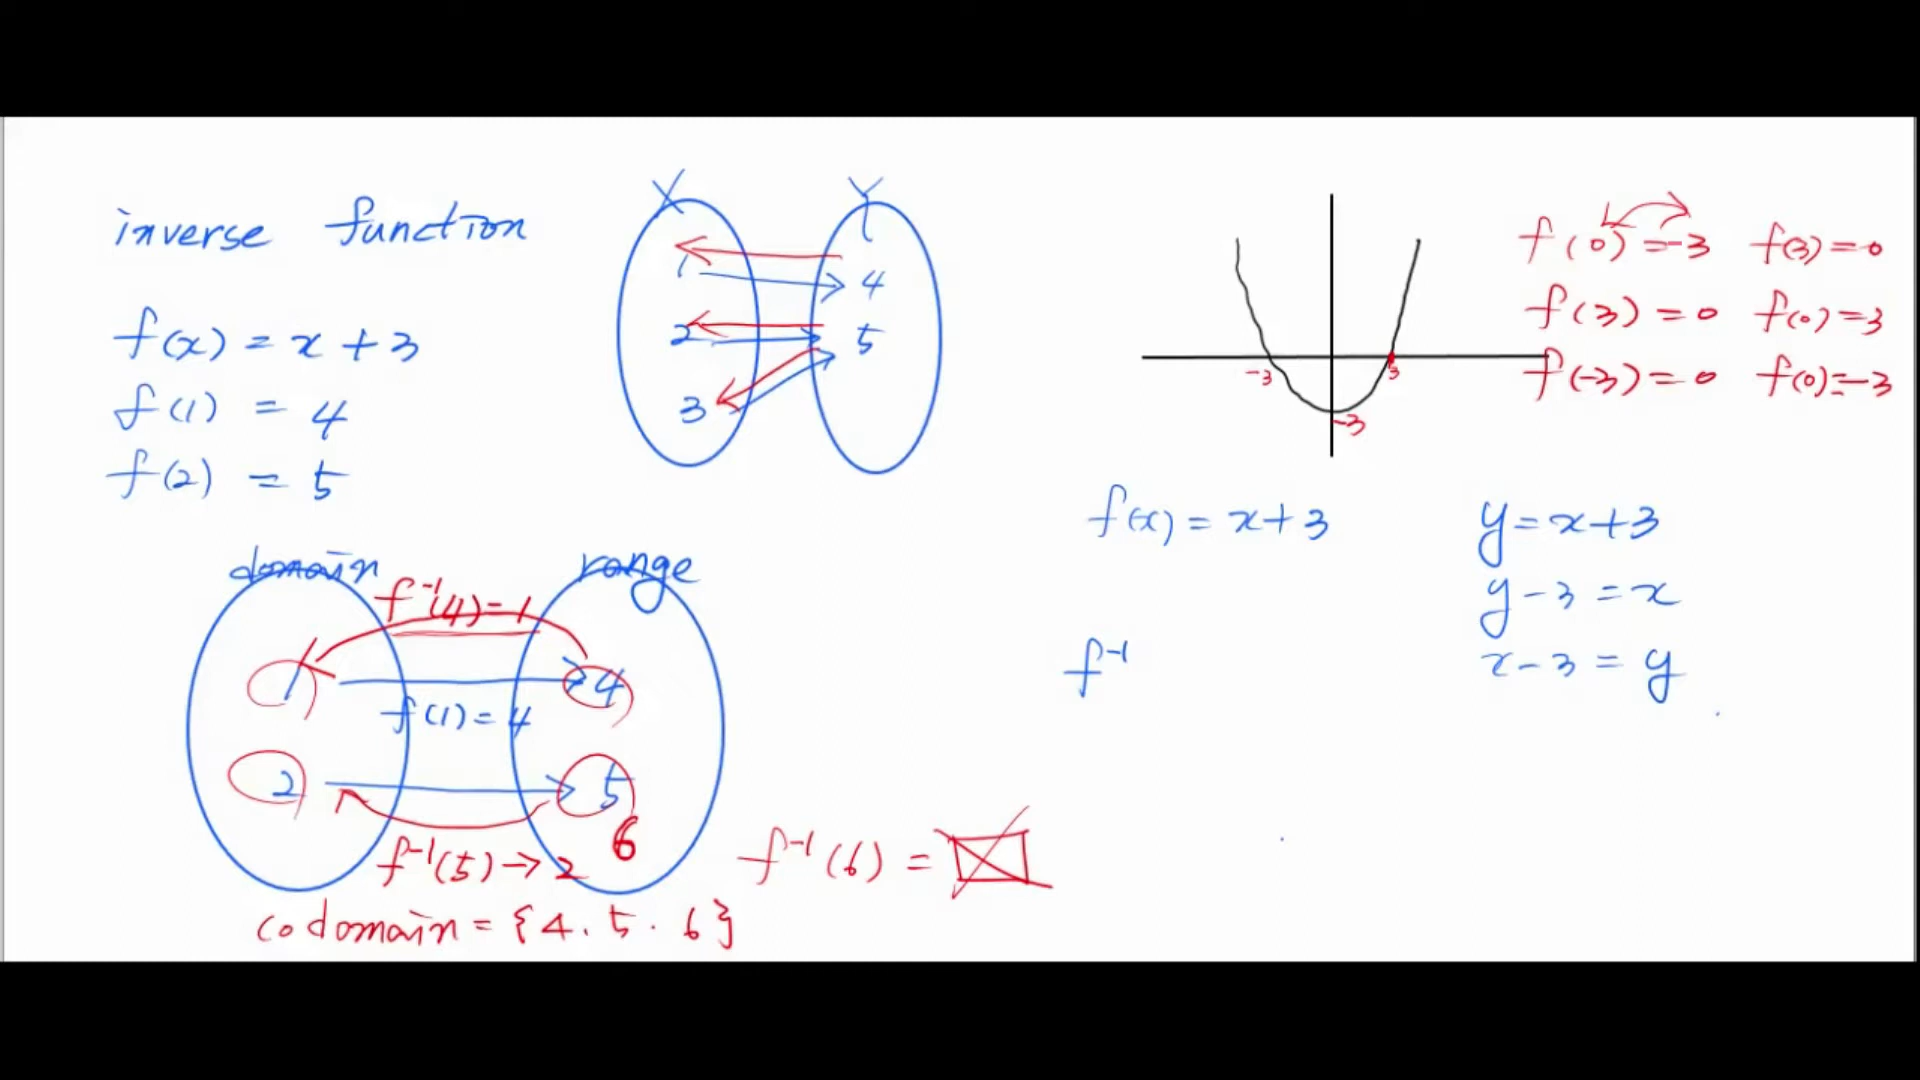 inverse function
f(x) = x + 3
f(1) = 4
f(2) = 5
X Y
1 4
2 5
3
domain range
f⁻¹(4) = 1
1 4
f(1) = 4
2 5
6
f⁻¹(5) → 2
codomain = {4. 5. 6}
f⁻¹(6) =
-3 3
-3
f(0) = -3 f(3) = 0
f(3) = 0 f(0) = 3
f(-3) = 0 f(0) = -3
f(x) = x + 3
f⁻¹
y = x + 3
y - 3 = x
x - 3 = y